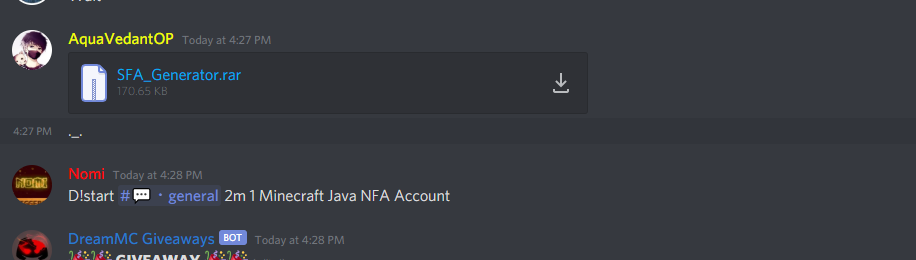 AquaVedantOP Today at 4:27 PM
SFA_Generator.rar
170.65 KB
4:27 PM ._.
Nomi Today at 4:28 PM
D!start #💬・general 2m 1 Minecraft Java NFA Account
DreamMC Giveaways BOT Today at 4:28 PM
🎉🎉 GIVEAWAY 🎉🎉